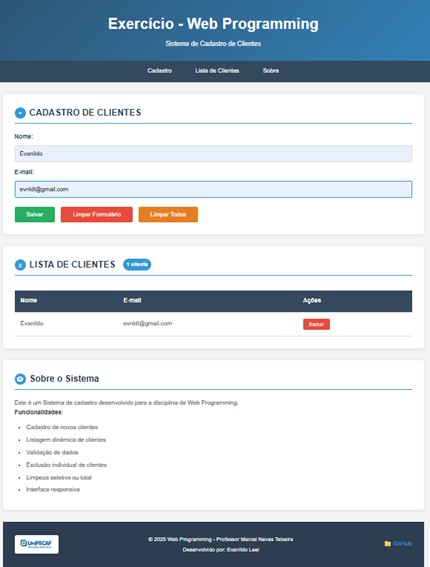 Exercício - Web Programming
Sistema de Cadastro de Clientes
Cadastro Lista de Clientes Sobre
CADASTRO DE CLIENTES
Nome:
Evanildo
E-mail:
evnldl@gmail.com
Salvar Limpar Formulário Limpar Todos
LISTA DE CLIENTES 1 cliente
Nome E-mail Ações
Evanildo evnldl@gmail.com Excluir
Sobre o Sistema
Este é um Sistema de cadastro desenvolvido para a disciplina de Web Programming.
Funcionalidades:
Cadastro de novos clientes
Listagem dinâmica de clientes
Validação de dados
Exclusão individual de clientes
Limpeza seletiva ou total
Interface responsiva
UniFECAF
© 2025 Web Programming - Professor Marcel Neves Teixeira
Desenvolvido por: Evanildo Leal
GitHub